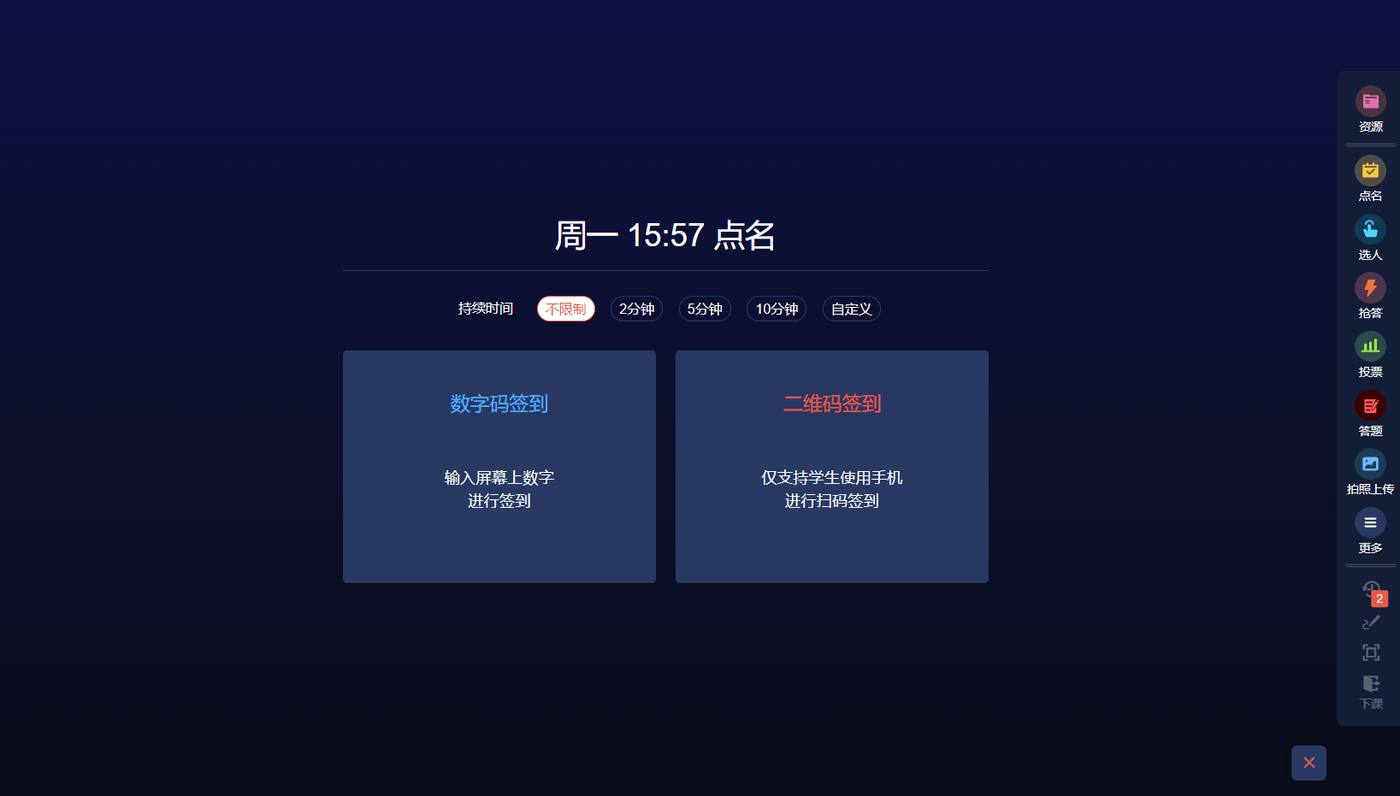 周一 15:57 点名
持续时间 不限制 2分钟 5分钟 10分钟 自定义
数字码签到
输入屏幕上数字
进行签到
二维码签到
仅支持学生使用手机
进行扫码签到
资源
点名
选人
抢答
投票
答题
拍照上传
更多
2
下课